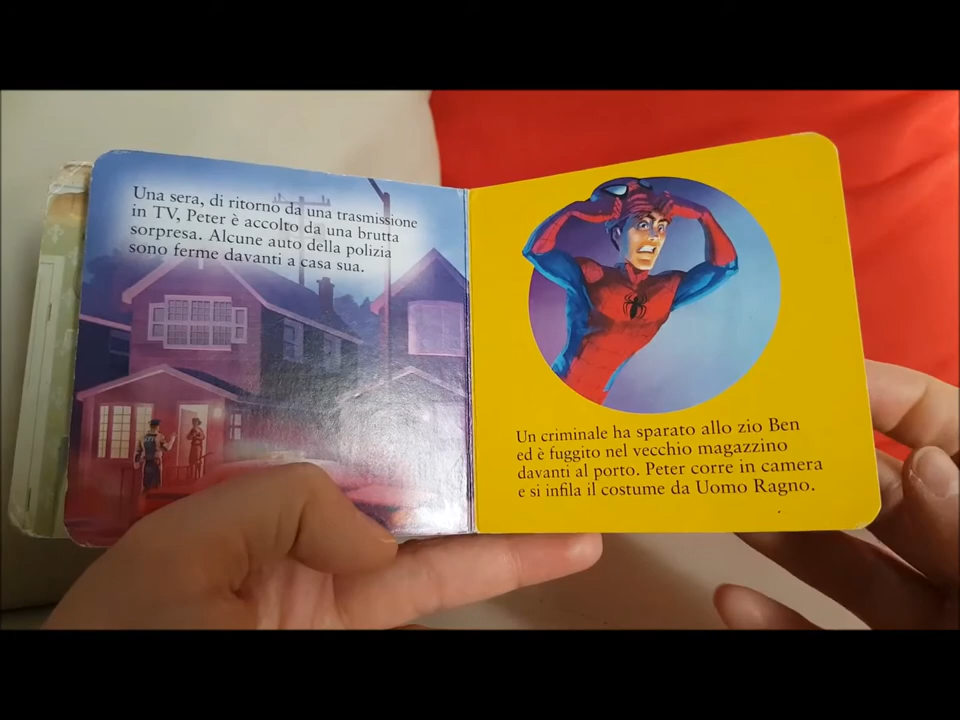 Una sera, di ritorno da una trasmissione
in TV, Peter è accolto da una brutta
sorpresa. Alcune auto della polizia
sono ferme davanti a casa sua.
Un criminale ha sparato allo zio Ben
ed è fuggito nel vecchio magazzino
davanti al porto. Peter corre in camera
e si infila il costume da Uomo Ragno.